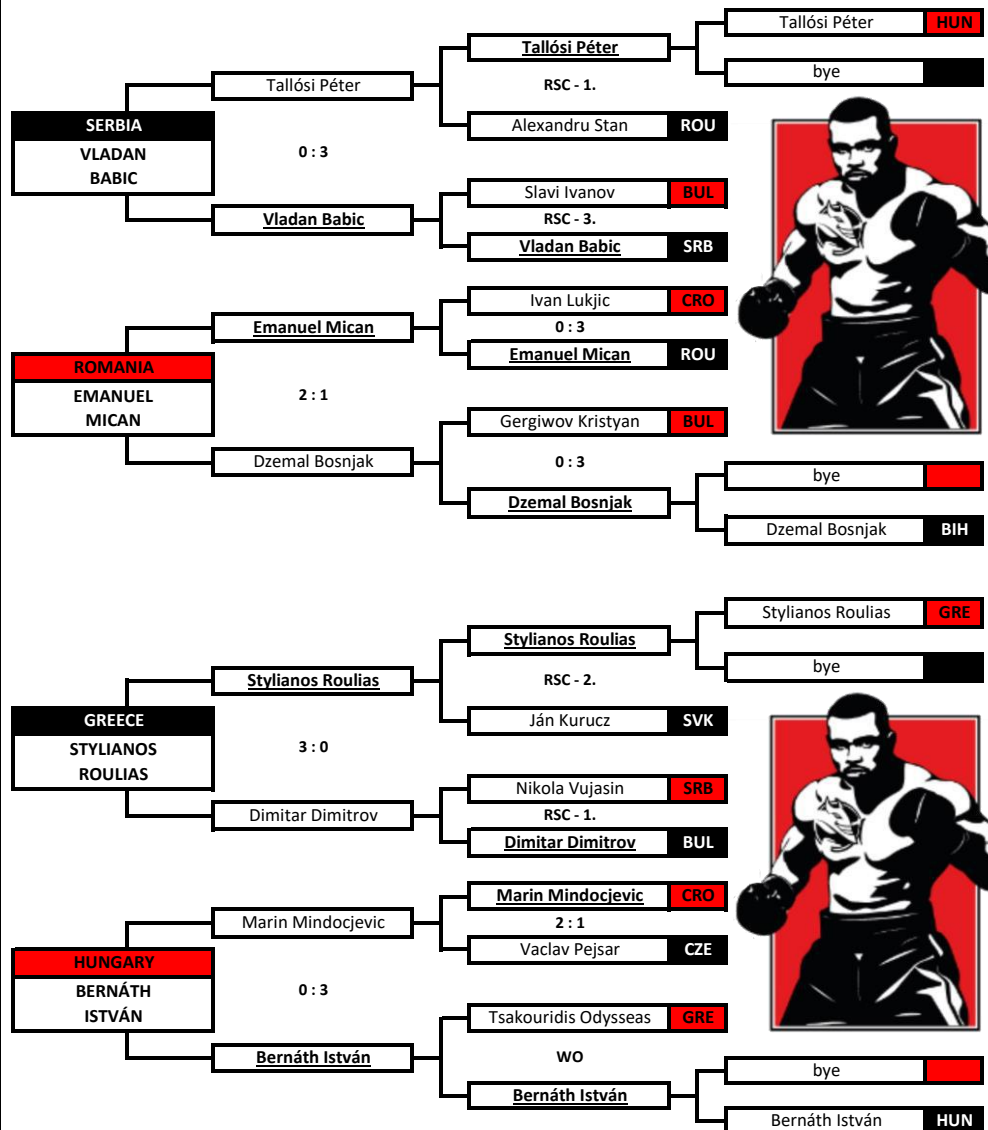 Tallósi Péter HUN
Tallósi Péter
bye
Tallósi Péter
RSC - 1.
Alexandru Stan ROU
SERBIA
VLADAN
BABIC
0 : 3
Slavi Ivanov BUL
Vladan Babic
RSC - 3.
Vladan Babic SRB
Ivan Lukjic CRO
Emanuel Mican
0 : 3
Emanuel Mican ROU
ROMANIA
EMANUEL
MICAN
2 : 1
Gergiwov Kristyan BUL
Dzemal Bosnjak
0 : 3
bye
Dzemal Bosnjak
Dzemal Bosnjak BIH
Stylianos Roulias GRE
Stylianos Roulias
bye
Stylianos Roulias
RSC - 2.
Ján Kurucz SVK
GREECE
STYLIANOS
ROULIAS
3 : 0
Nikola Vujasin SRB
Dimitar Dimitrov
RSC - 1.
Dimitar Dimitrov BUL
Marin Mindocjevic CRO
Marin Mindocjevic
2 : 1
Vaclav Pejsar CZE
HUNGARY
BERNÁTH
ISTVÁN
0 : 3
Tsakouridis Odysseas GRE
Bernáth István
WO
bye
Bernáth István
Bernáth István HUN